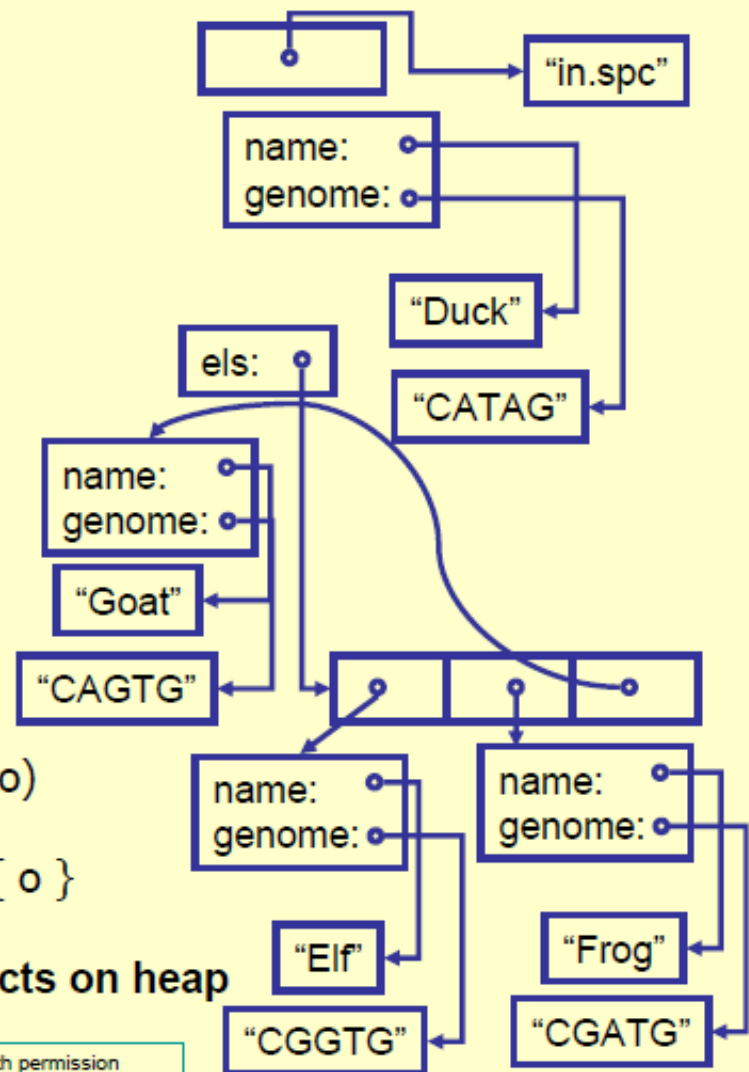 “in.spc”
name:
genome:
“Duck”
els:
“CATAG”
name:
genome:
“Goat”
“CAGTG”
o)
name:
genome:
name:
genome:
{ o }
“Elf”
“Frog”
cts on heap
“CGGTG”
“CGATG”
th permission